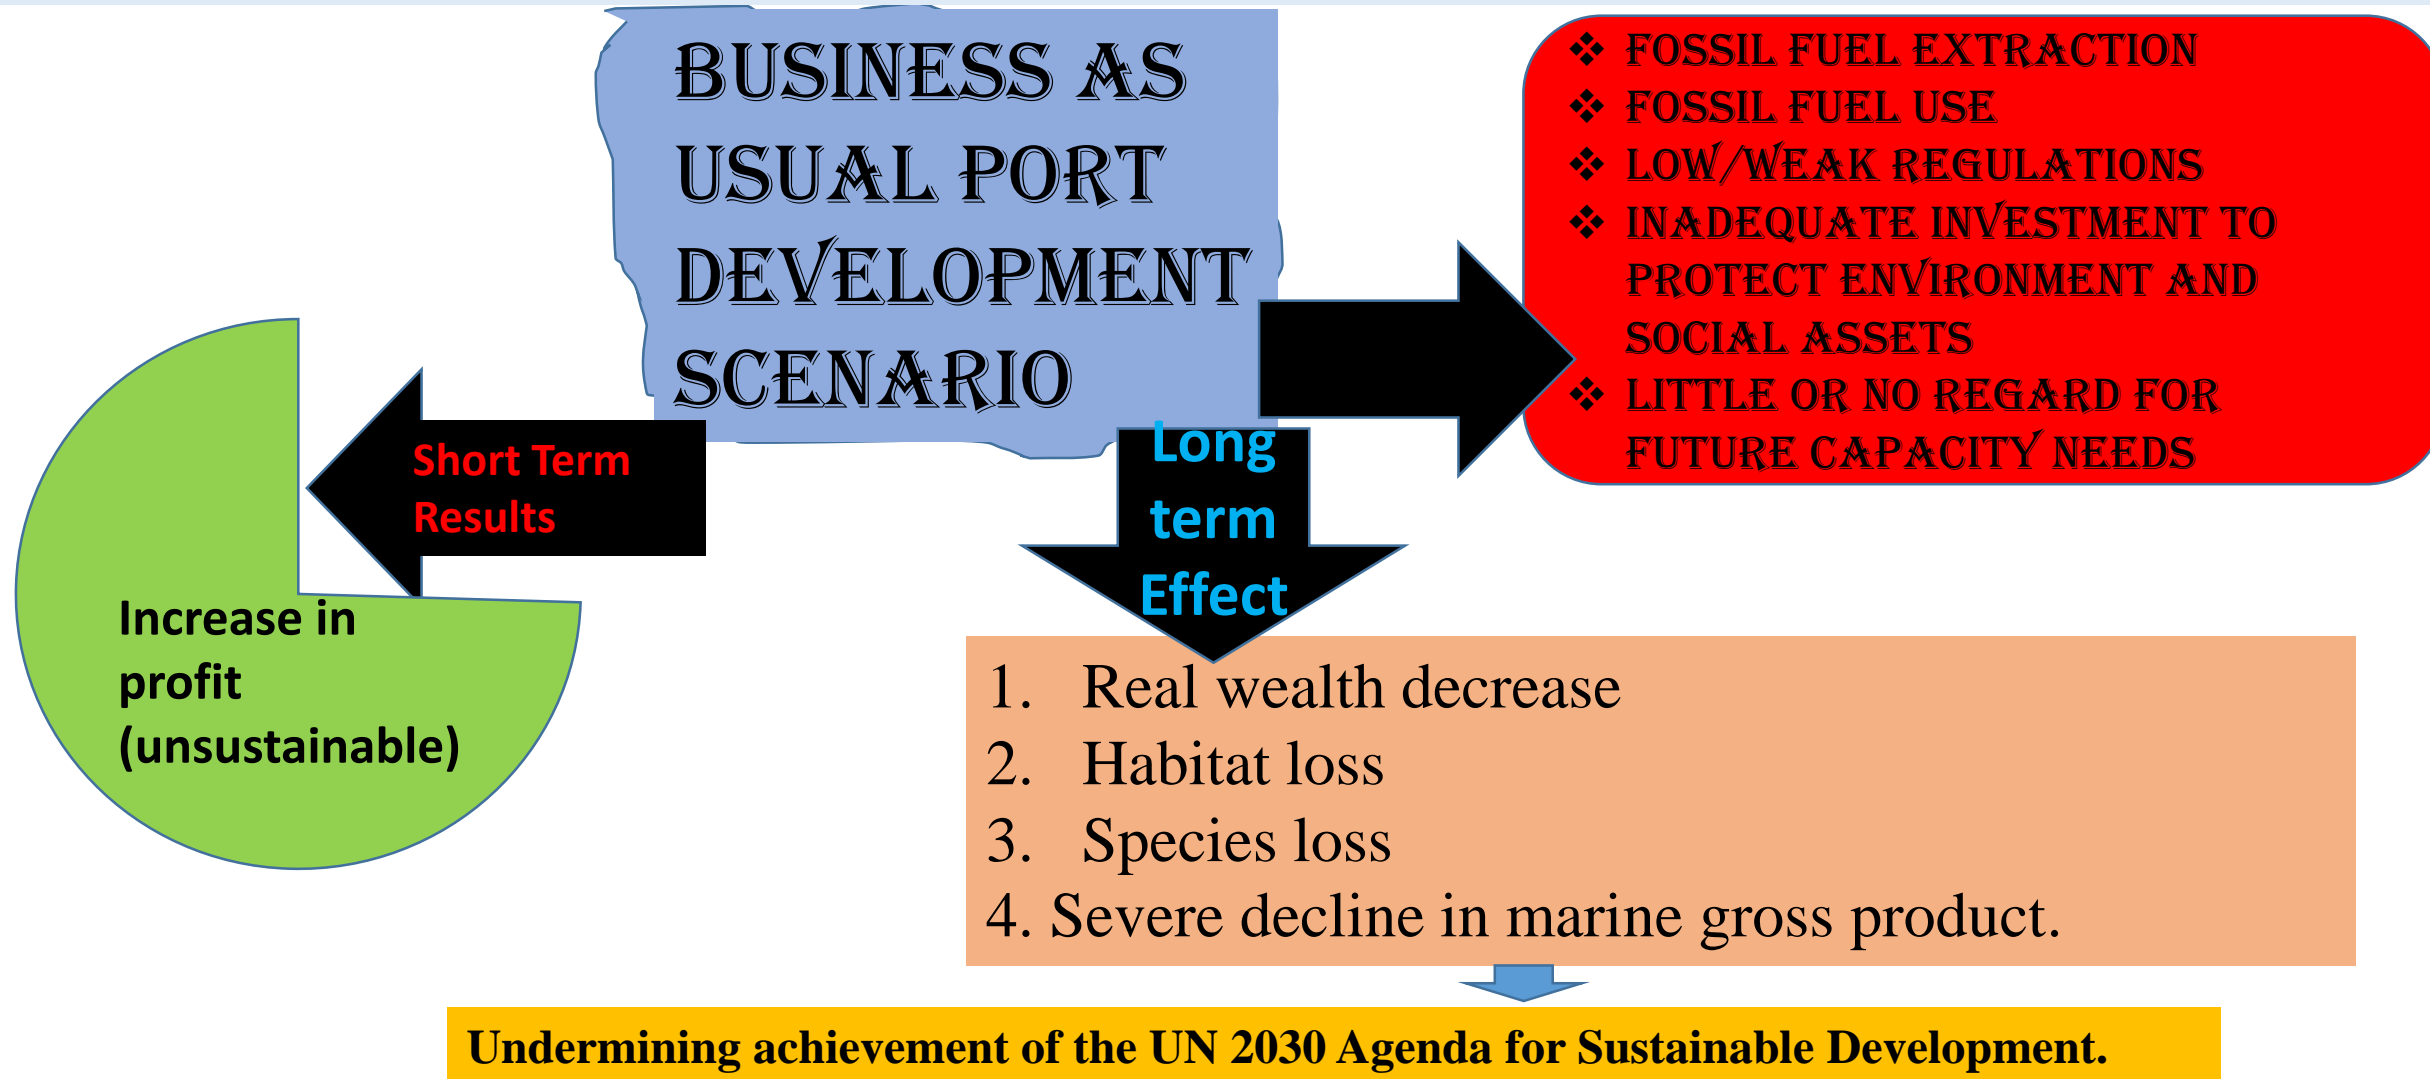 BUSINESS AS
USUAL PORT
DEVELOPMENT
SCENARIO
❖ FOSSIL FUEL EXTRACTION
❖ FOSSIL FUEL USE
❖ LOW/WEAK REGULATIONS
❖ INADEQUATE INVESTMENT TO
PROTECT ENVIRONMENT AND
SOCIAL ASSETS
❖ LITTLE OR NO REGARD FOR
FUTURE CAPACITY NEEDS
Short Term
Results
Increase in
profit
(unsustainable)
Long
term
Effect
1. Real wealth decrease
2. Habitat loss
3. Species loss
4. Severe decline in marine gross product.
Undermining achievement of the UN 2030 Agenda for Sustainable Development.